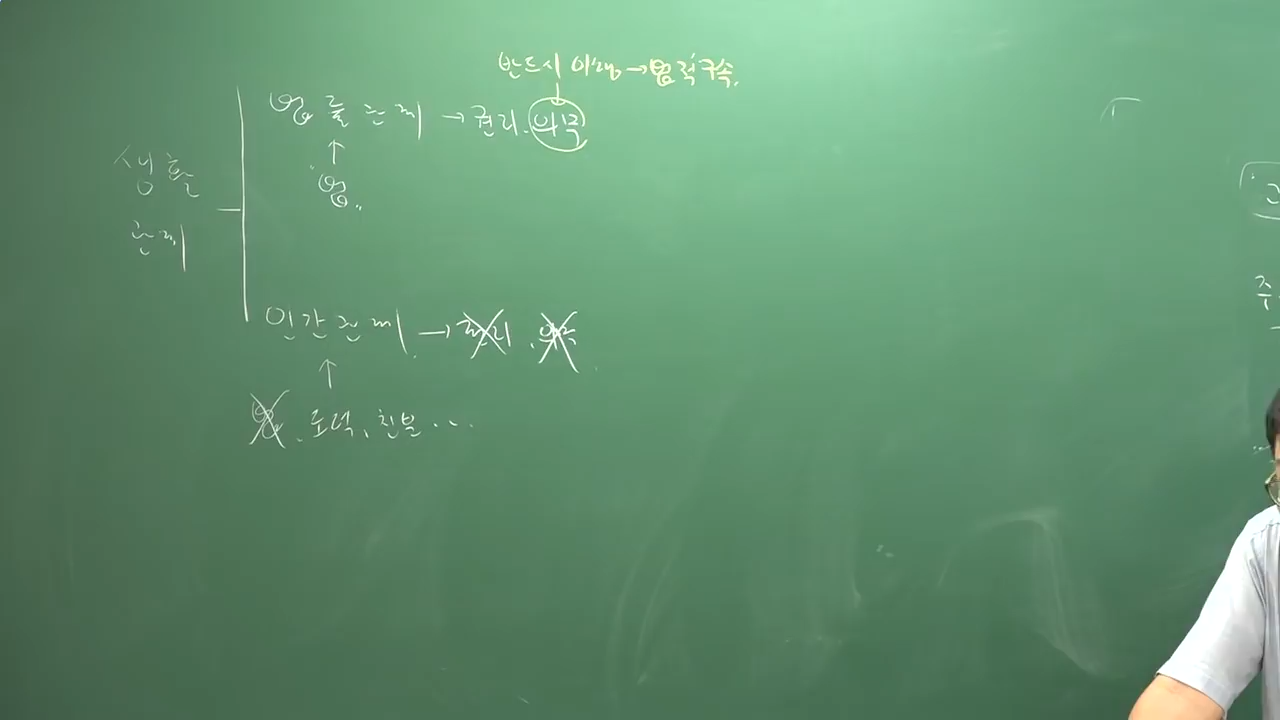 반드시 이행 → 법적 구속.
법률관계 → 권리, 의무
↑
법
생활
관계
인간관계 → 권리, 의무
↑
법, 도덕, 친분...
주